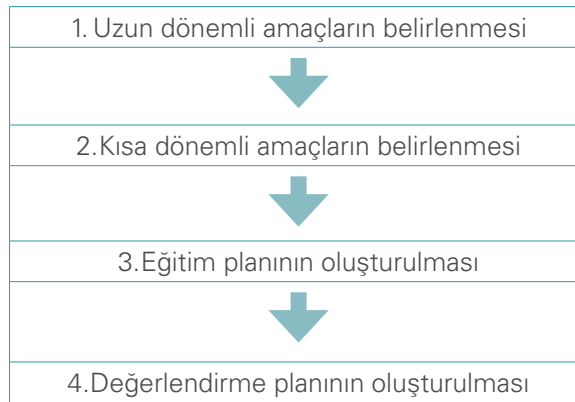 1. Uzun dönemli amaçların belirlenmesi
2.Kısa dönemli amaçların belirlenmesi
3.Eğitim planının oluşturulması
4.Değerlendirme planının oluşturulması